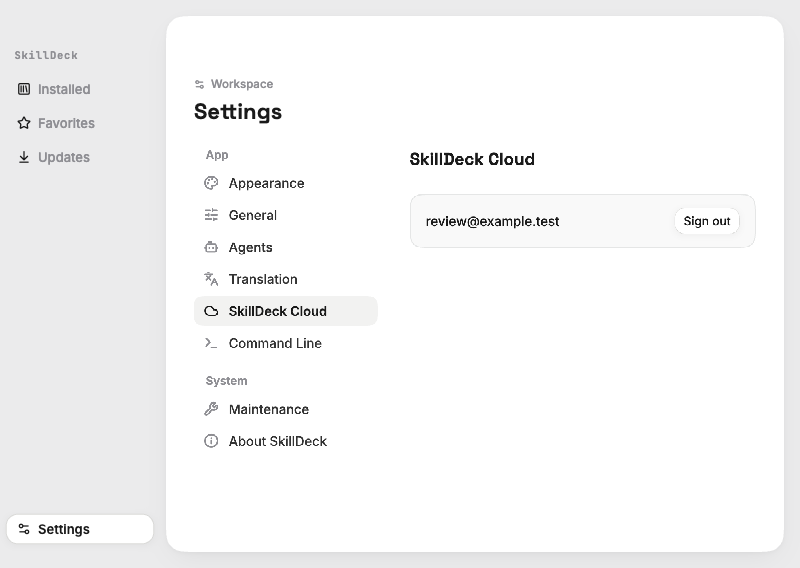 SkillDeck
Installed
Favorites
Updates
Settings
Workspace
Settings
App
Appearance
General
Agents
Translation
SkillDeck Cloud
Command Line
System
Maintenance
About SkillDeck
SkillDeck Cloud
review@example.test
Sign out